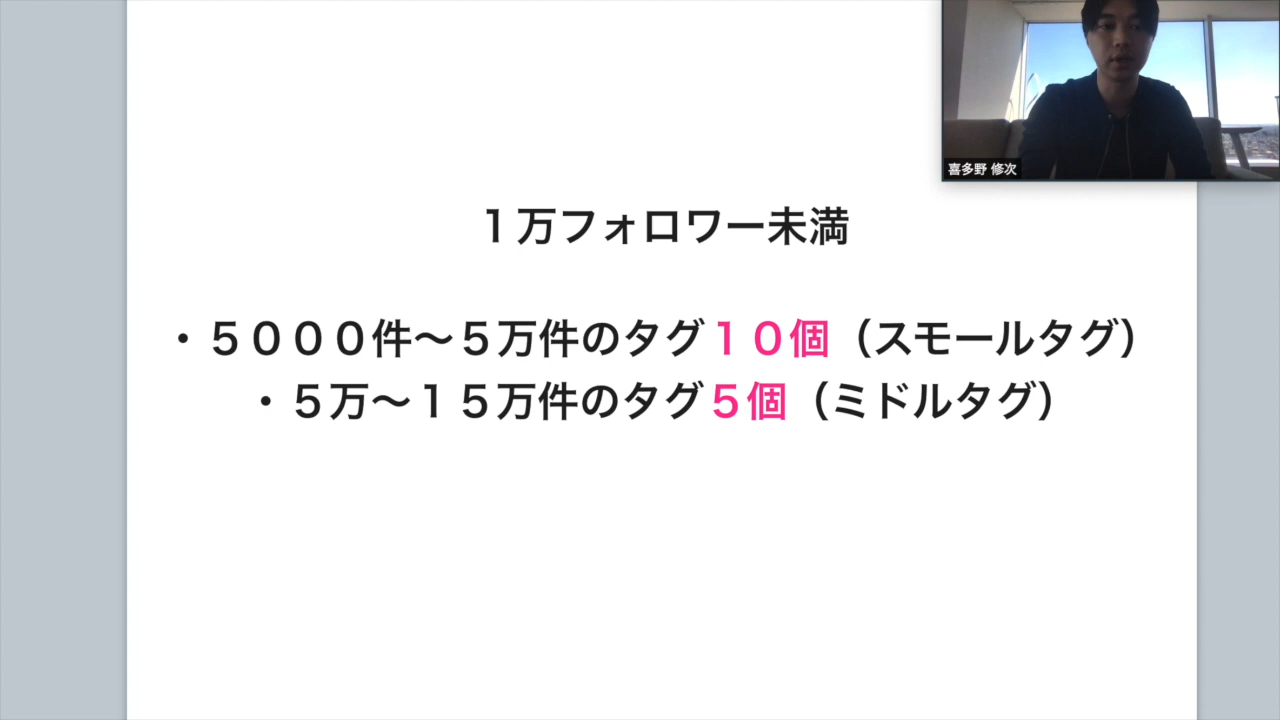 喜多野 修次
１万フォロワー未満
・５０００件〜５万件のタグ１０個（スモールタグ）
・５万〜１５万件のタグ５個（ミドルタグ）